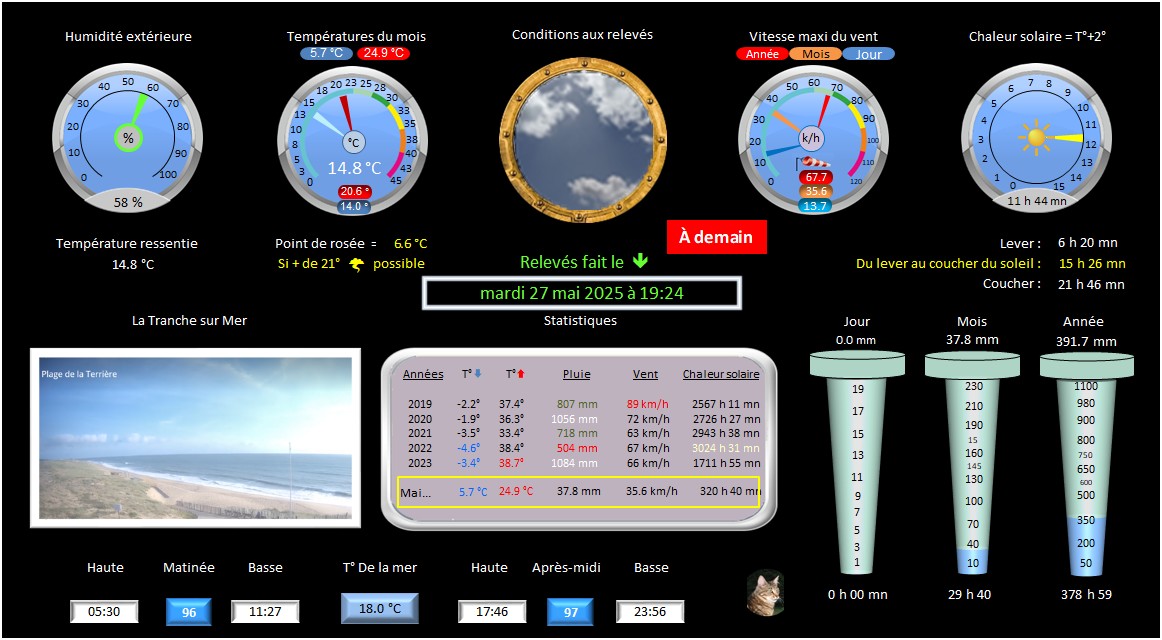 Humidité extérieure
Températures du mois
5.7 °C 24.9 °C
Conditions aux relevés
Vitesse maxi du vent
Année Mois Jour
Chaleur solaire = T°+2°
0 10 20 30 40 50 60 70 80 90 100
%
58 %
0 3 5 8 10 13 15 18 20 23 25 28 30 33 35 38 40 43 45
°C
14.8 °C
20.6 °
14.0 °
0 10 20 30 40 50 60 70 80 90 100 110 120
k/h
67.7
35.6
13.7
0 1 2 3 4 5 6 7 8 9 10 11 12 13 14 15
11 h 44 mn
Température ressentie
14.8 °C
Point de rosée = 6.6 °C
Si + de 21° possible
À demain
Relevés fait le
mardi 27 mai 2025 à 19:24
Lever : 6 h 20 mn
Du lever au coucher du soleil : 15 h 26 mn
Coucher : 21 h 46 mn
La Tranche sur Mer
Plage de la Terrière
Statistiques
Années T° T° Pluie Vent Chaleur solaire
2019 -2.2° 37.4° 807 mm 89 km/h 2567 h 11 mn
2020 -1.9° 36.3° 1056 mm 72 km/h 2726 h 27 mn
2021 -3.5° 33.4° 718 mm 63 km/h 2943 h 38 mn
2022 -4.6° 38.4° 504 mm 67 km/h 3024 h 31 mn
2023 -3.4° 38.7° 1084 mm 66 km/h 1711 h 55 mn
Mai... 5.7 °C 24.9 °C 37.8 mm 35.6 km/h 320 h 40 mn
Jour
0.0 mm
19
17
15
13
11
9
7
5
3
1
0 h 00 mn
Mois
37.8 mm
230
210
190
15
160
145
130
100
70
40
10
29 h 40
Année
391.7 mm
1100
980
900
800
750
650
600
500
350
200
50
378 h 59
Haute Matinée Basse
05:30 96 11:27
T° De la mer
18.0 °C
Haute Après-midi Basse
17:46 97 23:56